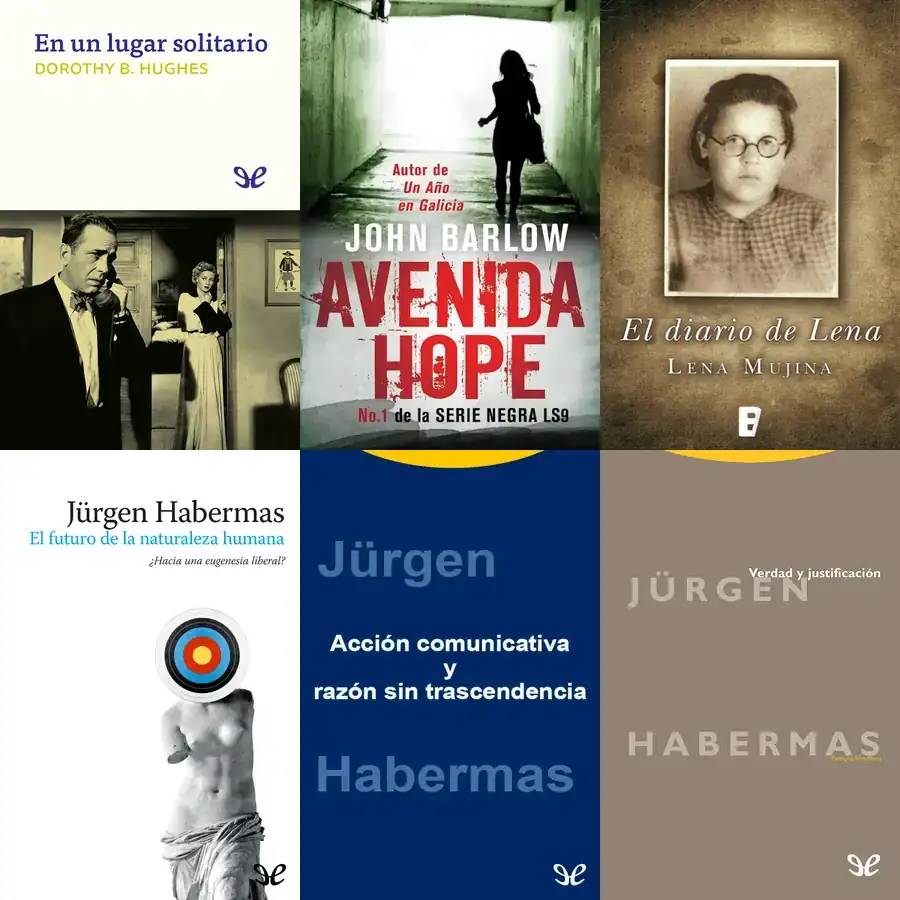 En un lugar solitario
DOROTHY B. HUGHES
Autor de
Un Año
en Galicia
JOHN BARLOW
AVENIDA
HOPE
No.1 de la SERIE NEGRA LS9
El diario de Lena
LENA MUJINA
B
Jürgen Habermas
El futuro de la naturaleza humana
¿Hacia una eugenesia liberal?
Jürgen
Acción comunicativa
y
razón sin trascendencia
Habermas
Verdad y justificación
JÜRGEN
HABERMAS